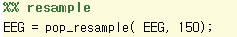 %% resample
EEG = pop_resample( EEG, 150);